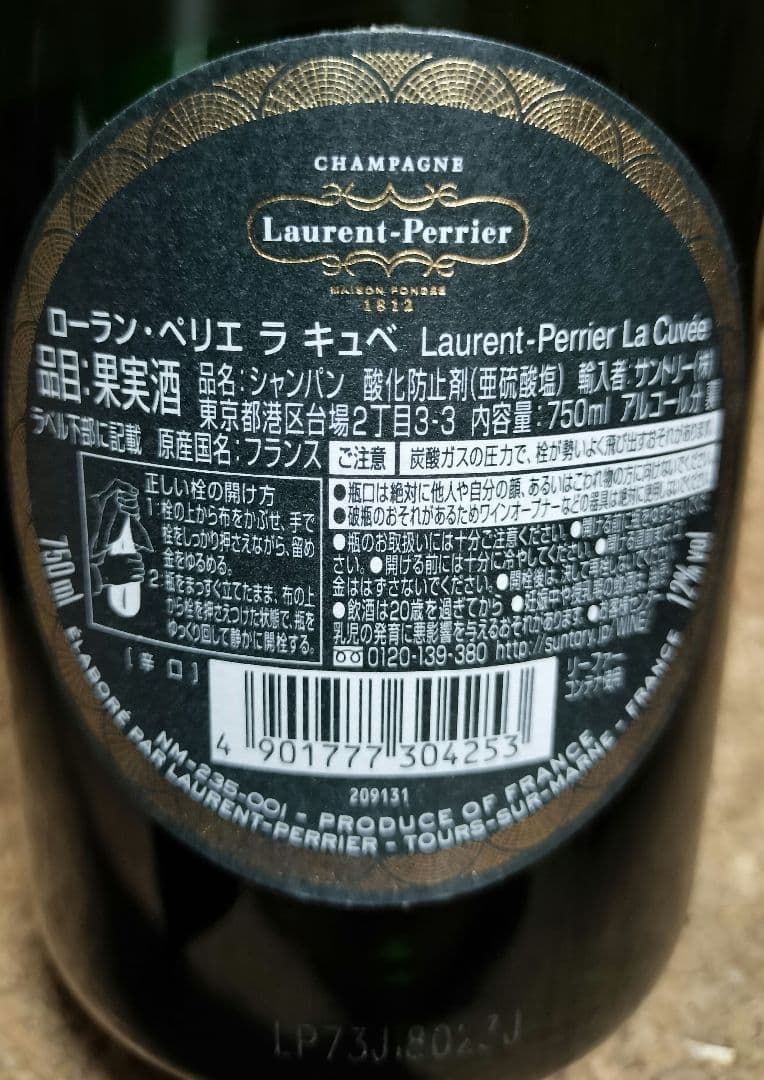 CHAMPAGNE
Laurent-Perrier
MAISON FONDÉE
1812
ローラン・ペリエ ラ キュベ Laurent-Perrier La Cuvée
品目:果実酒 品名:シャンパン 酸化防止剤(亜硫酸塩) 輸入者:サントリー(株)
東京都港区台場2丁目3-3 内容量:750ml アルコール分
ラベル下部に記載 原産国名:フランス
ご注意 炭酸ガスの圧力で、栓が勢いよく飛び出すおそれがあります。
●瓶口は絶対に他人や自分の顔、あるいはこわれ物の方に向けないでください。
●破瓶のおそれがあるためワインオープナーなどの器具は絶対に使用しないでください。
正しい栓の開け方
1:栓の上から布をかぶせ、手で
栓をしっかり押さえながら、留め
金をゆるめる。
2:瓶をまっすぐ立てたまま、布の上
から栓を押さえつけた状態で、瓶を
ゆっくり回して静かに開栓する。
●瓶のお取扱いには十分ご注意ください。
さい。●開ける前には十分に冷やしてください。
金ははずさないでください。●開栓後は
●飲酒は20歳を過ぎてから
乳児の発育に悪影響を与えるおそれがあります。
0120-139-380 http://suntory.jp/WINE
750ml
12% vol
[辛口]
リーファー
コンテナ使用
4 901777 304253
209131
NM-235-001 - PRODUCE OF FRANCE
ÉLABORÉ PAR LAURENT-PERRIER - TOURS-SUR-MARNE - FRANCE